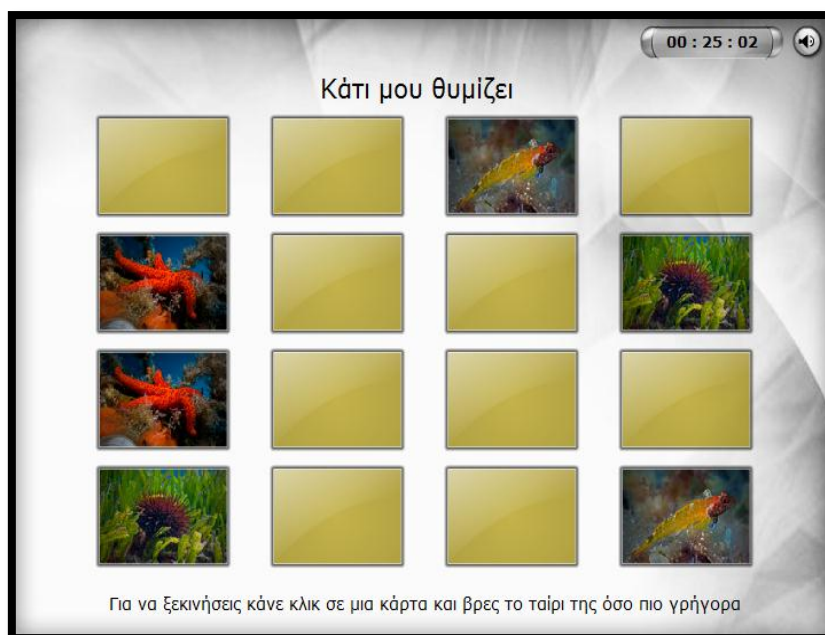 00 : 25 : 02
Κάτι μου θυμίζει
Για να ξεκινήσεις κάνε κλικ σε μια κάρτα και βρες το ταίρι της όσο πιο γρήγορα